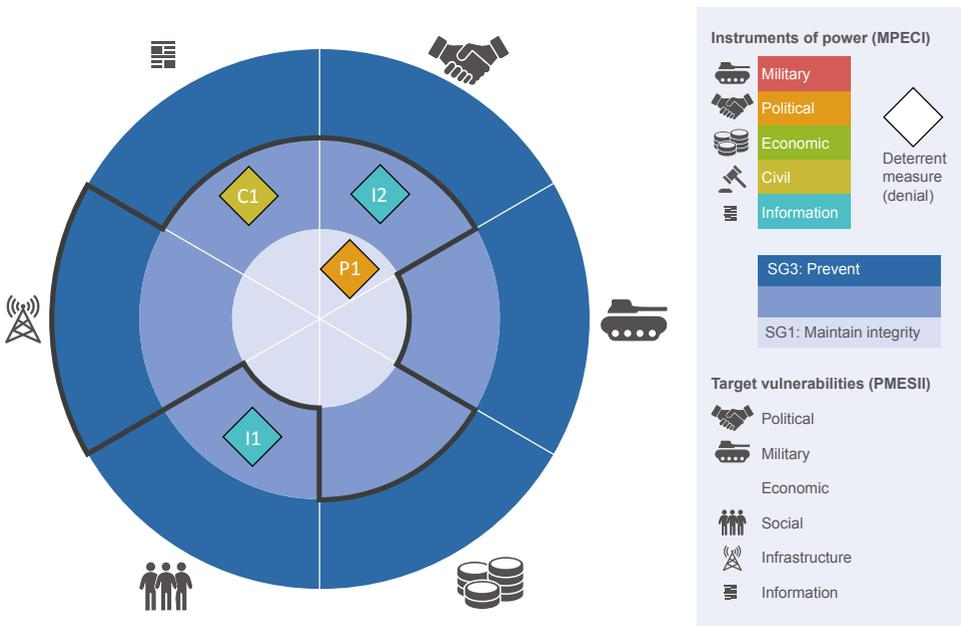 C1
I2
P1
I1
Instruments of power (MPECI)
Military
Political
Economic
Civil
Information
Deterrent
measure
(denial)
SG3: Prevent
SG1: Maintain integrity
Target vulnerabilities (PMESII)
Political
Military
Economic
Social
Infrastructure
Information